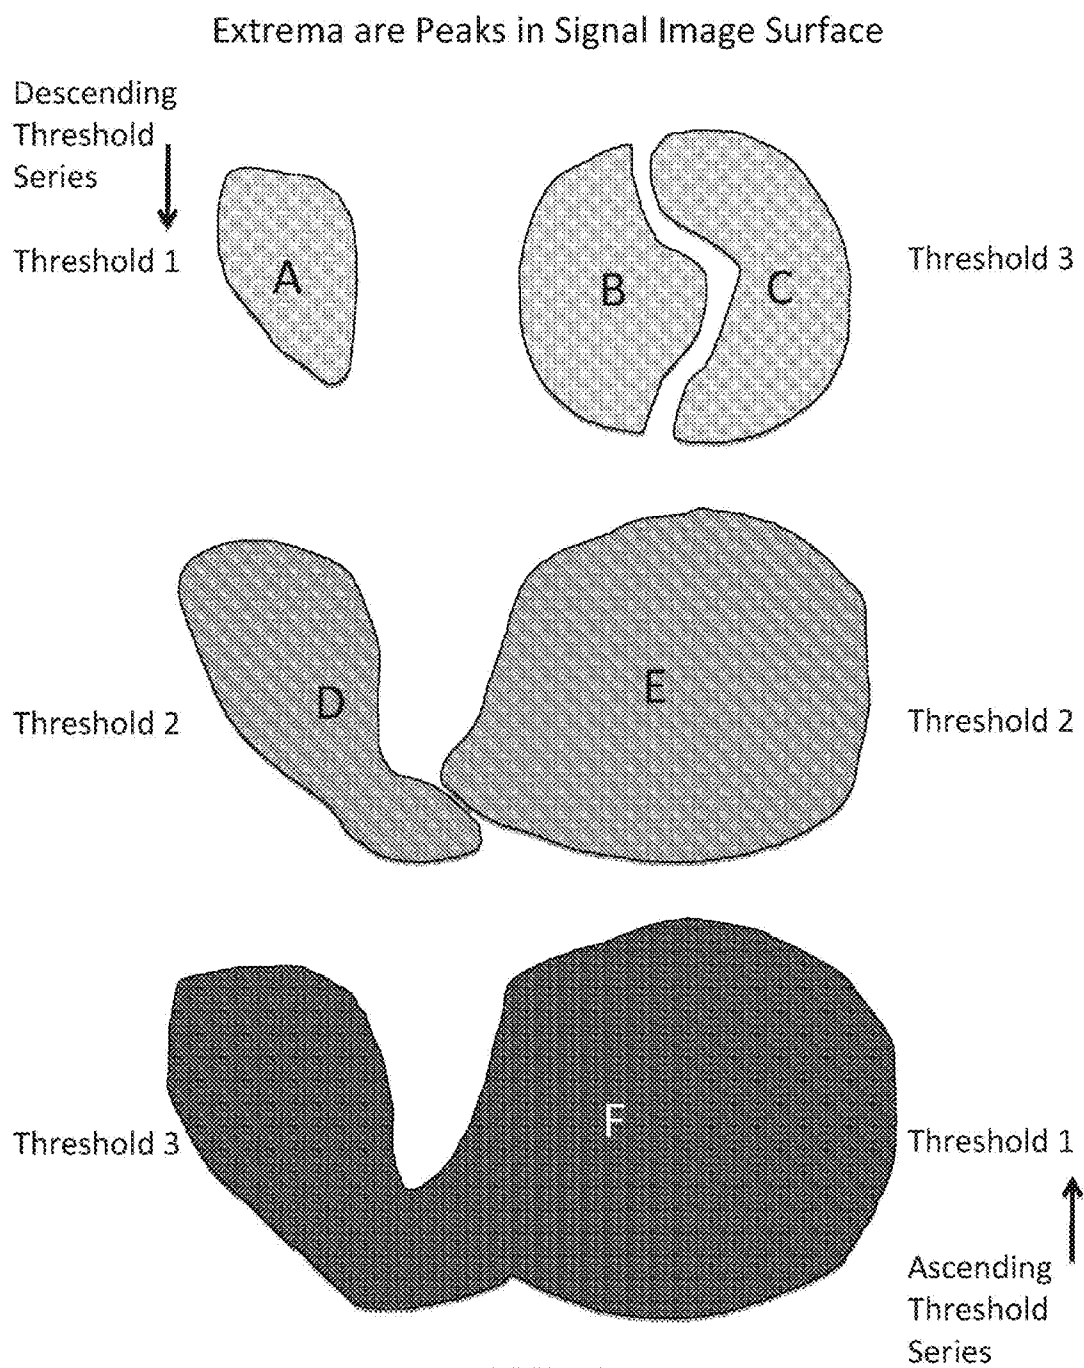 Extrema are Peaks in Signal Image Surface
Descending
Threshold
Series
Threshold 1
A
B
C
Threshold 3
Threshold 2
D
E
Threshold 2
Threshold 3
F
Threshold 1
Ascending
Threshold
Series